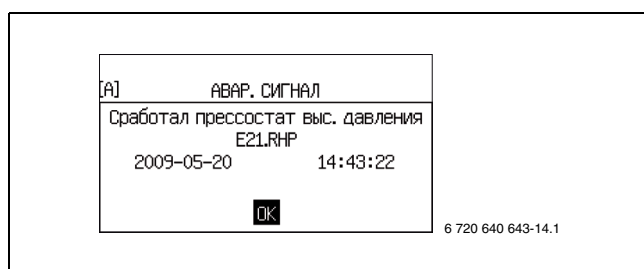 [A] АВАР. СИГНАЛ
Сработал прессостат выс. давления
E21.RHP
2009-05-20 14:43:22
OK
6 720 640 643-14.1